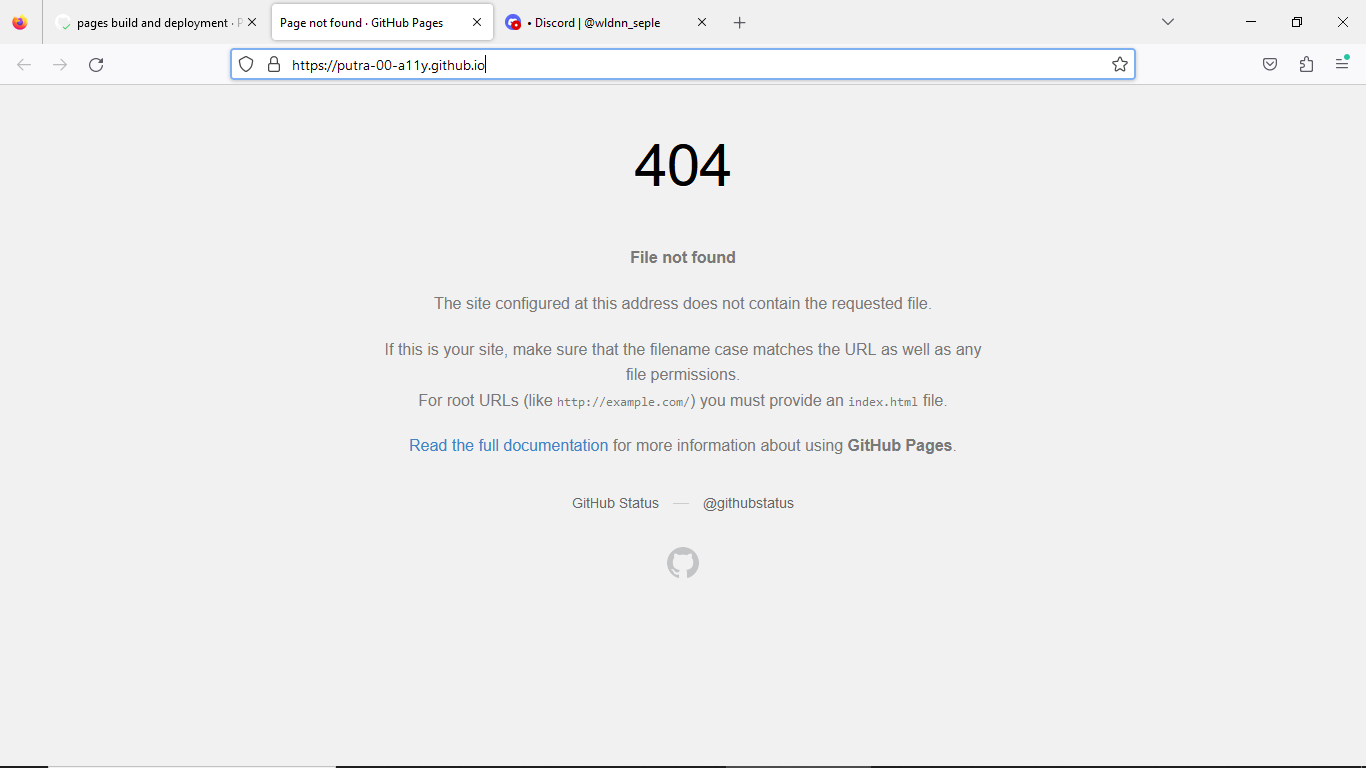 pages build and deployment · P
Page not found · GitHub Pages
• Discord | @wldnn_seple
https://putra-00-a11y.github.io
404
File not found
The site configured at this address does not contain the requested file.
If this is your site, make sure that the filename case matches the URL as well as any
file permissions.
For root URLs (like http://example.com/) you must provide an index.html file.
Read the full documentation for more information about using GitHub Pages.
GitHub Status — @githubstatus